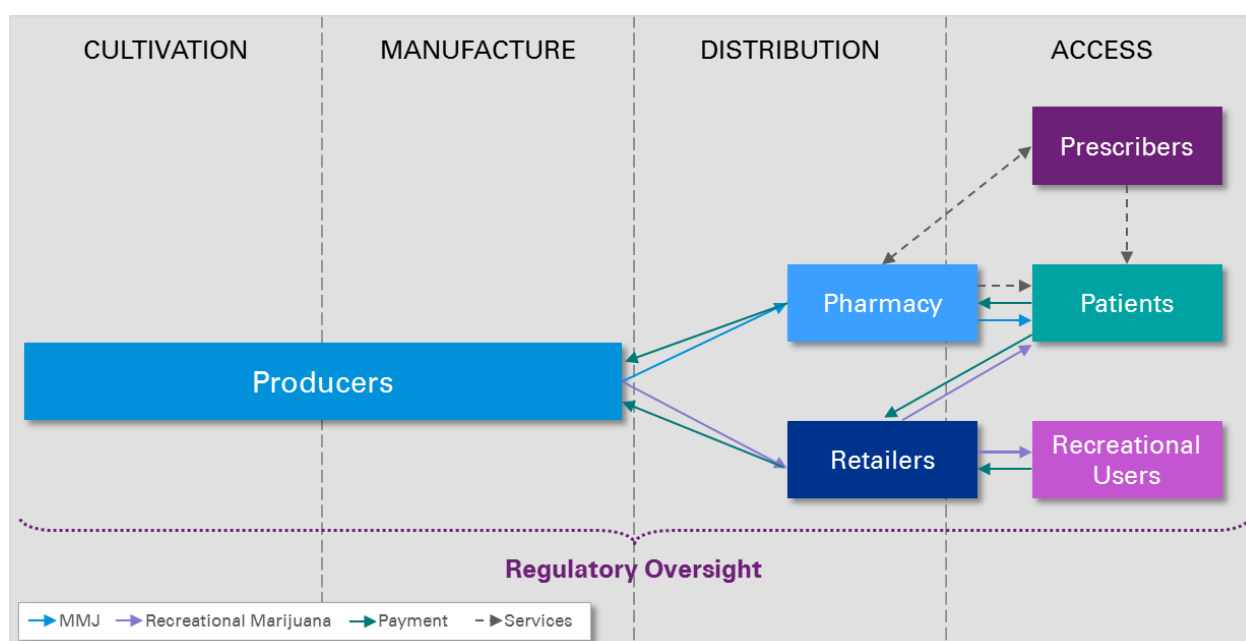 CULTIVATION
MANUFACTURE
DISTRIBUTION
ACCESS
Prescribers
Pharmacy
Patients
Producers
Retailers
Recreational
Users
Regulatory Oversight
MMJ
Recreational Marijuana
Payment
Services